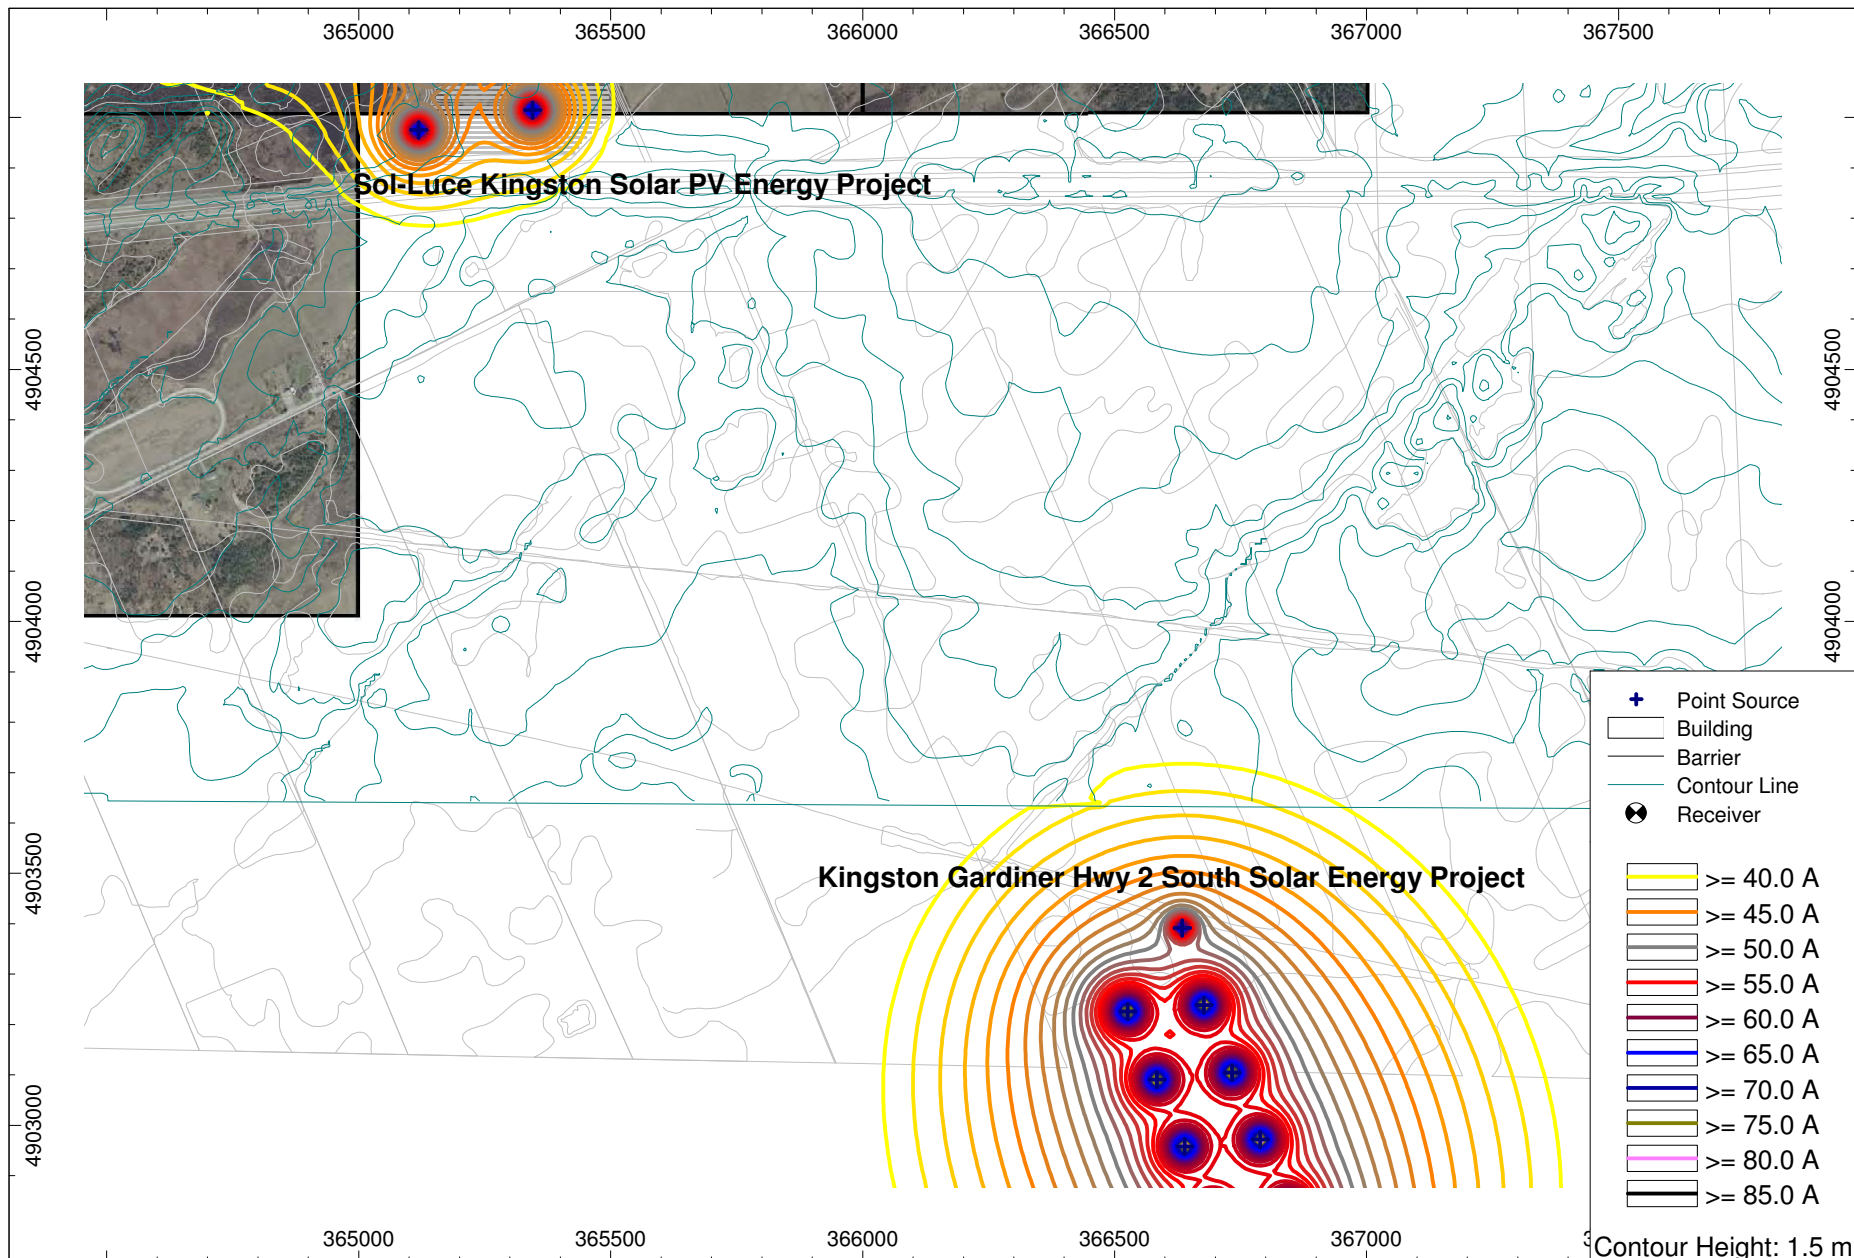 365000 365500 366000 366500 367000 367500
Sol-Luce Kingston Solar PV Energy Project
4904500 4904500
4904000 4904000
Point Source
Building
Barrier
Contour Line
Receiver
4903500
Kingston Gardiner Hwy 2 South Solar Energy Project
>= 40.0 A
>= 45.0 A
>= 50.0 A
>= 55.0 A
>= 60.0 A
>= 65.0 A
>= 70.0 A
>= 75.0 A
>= 80.0 A
>= 85.0 A
4903000
365000 365500 366000 366500 367000
Contour Height: 1.5 m